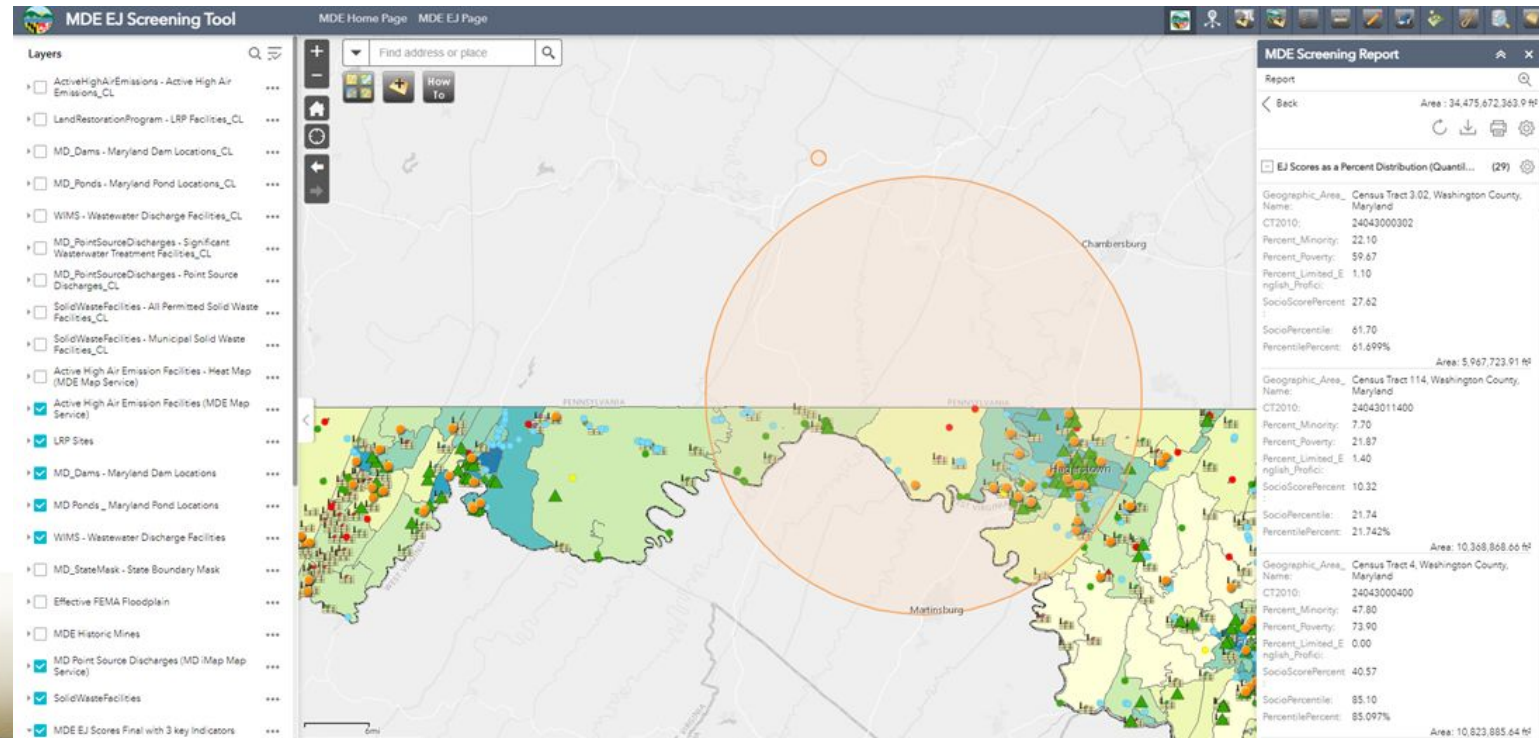 MDE EJ Screening Tool
MDE Home Page MDE EJ Page
Layers
ActiveHighAirEmissions - Active High Air
Emissions_CL
LandRestorationProgram - LRP Facilities_CL
MD_Dams - Maryland Dam Locations_CL
MD_Ponds - Maryland Pond Locations_CL
WIMS - Wastewater Discharge Facilities_CL
MD_PointSourceDischarges - Significant
Wasterwater Treatment Facilities_CL
MD_PointSourceDischarges - Point Source
Discharges_CL
SolidWasteFacilities - All Permitted Solid Waste
Facilities_CL
SolidWasteFacilities - Municipal Solid Waste
Facilities_CL
Active High Air Emission Facilities - Heat Map
(MDE Map Service)
Active High Air Emission Facilities (MDE Map
Service)
LRP Sites
MD_Dams - Maryland Dam Locations
MD Ponds _ Maryland Pond Locations
WIMS - Wastewater Discharge Facilities
MD_StateMask - State Boundary Mask
Effective FEMA Floodplain
MDE Historic Mines
MD Point Source Discharges (MD iMap Map
Service)
SolidWasteFacilities
MDE EJ Scores Final with 3 key Indicators
Find address or place
How
To
Chambersburg
PENNSYLVANIA
PENNSYLVANIA
Hagerstown
WEST VIRGINIA
WEST VIRGINIA
Martinsburg
VIRGINIA
6mi
MDE Screening Report
Report
Back
Area : 34,475,672,363.9 ft²
EJ Scores as a Percent Distribution (Quantil... (29)
Geographic_Area_ Census Tract 3.02, Washington County,
Name: Maryland
CT2010: 24043000302
Percent_Minority: 22.10
Percent_Poverty: 59.67
Percent_Limited_E 1.10
nglish_Profici:
SocioScorePercent 27.62
:
SocioPercentile: 61.70
PercentilePercent: 61.699%
Area: 5,967,723.91 ft²
Geographic_Area_ Census Tract 114, Washington County,
Name: Maryland
CT2010: 24043011400
Percent_Minority: 7.70
Percent_Poverty: 21.87
Percent_Limited_E 1.40
nglish_Profici:
SocioScorePercent 10.32
:
SocioPercentile: 21.74
PercentilePercent: 21.742%
Area: 10,368,868.66 ft²
Geographic_Area_ Census Tract 4, Washington County,
Name: Maryland
CT2010: 24043000400
Percent_Minority: 47.80
Percent_Poverty: 73.90
Percent_Limited_E 0.00
nglish_Profici:
SocioScorePercent 40.57
:
SocioPercentile: 85.10
PercentilePercent: 85.097%
Area: 10,823,885.64 ft²